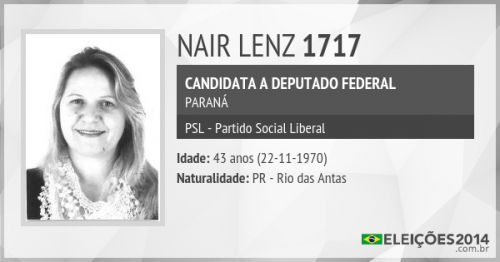 NAIR LENZ 1717
CANDIDATA A DEPUTADO FEDERAL
PARANÁ
PSL - Partido Social Liberal
Idade: 43 anos (22-11-1970)
Naturalidade: PR - Rio das Antas
ELEIÇÕES2014
.com.br